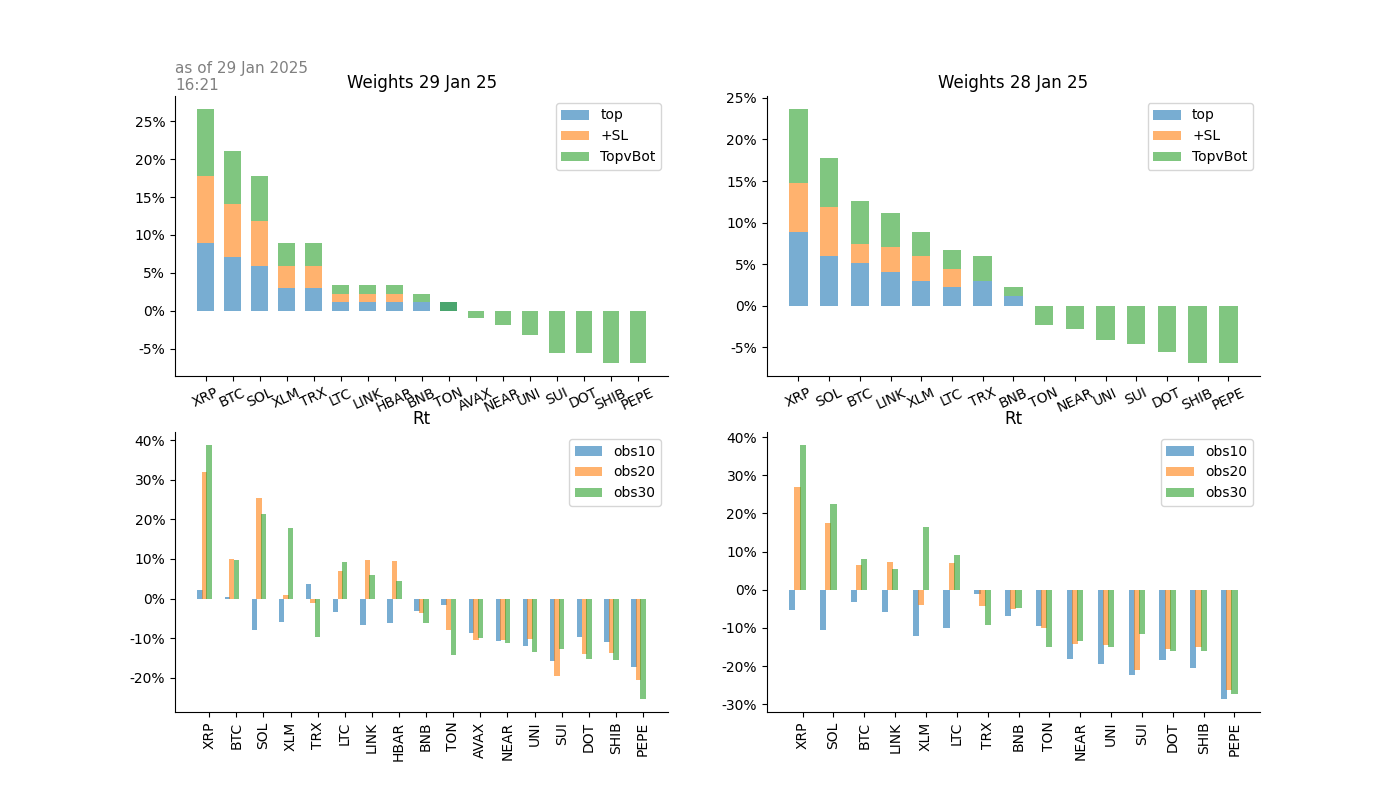 as of 29 Jan 2025
16:21
Weights 29 Jan 25
25%
20%
15%
10%
5%
0%
-5%
top
+SL
TopvBot
XRP BTC SOL XLM TRX LTC LINK HBAR BNB TON AVAX NEAR UNI SUI DOT SHIB PEPE
Weights 28 Jan 25
25%
20%
15%
10%
5%
0%
-5%
top
+SL
TopvBot
XRP SOL BTC LINK XLM LTC TRX BNB TON NEAR UNI SUI DOT SHIB PEPE
Rt
40%
30%
20%
10%
0%
-10%
-20%
obs10
obs20
obs30
XRP BTC SOL XLM TRX LTC LINK HBAR BNB TON AVAX NEAR UNI SUI DOT SHIB PEPE
Rt
40%
30%
20%
10%
0%
-10%
-20%
-30%
obs10
obs20
obs30
XRP SOL BTC LINK XLM LTC TRX BNB TON NEAR UNI SUI DOT SHIB PEPE